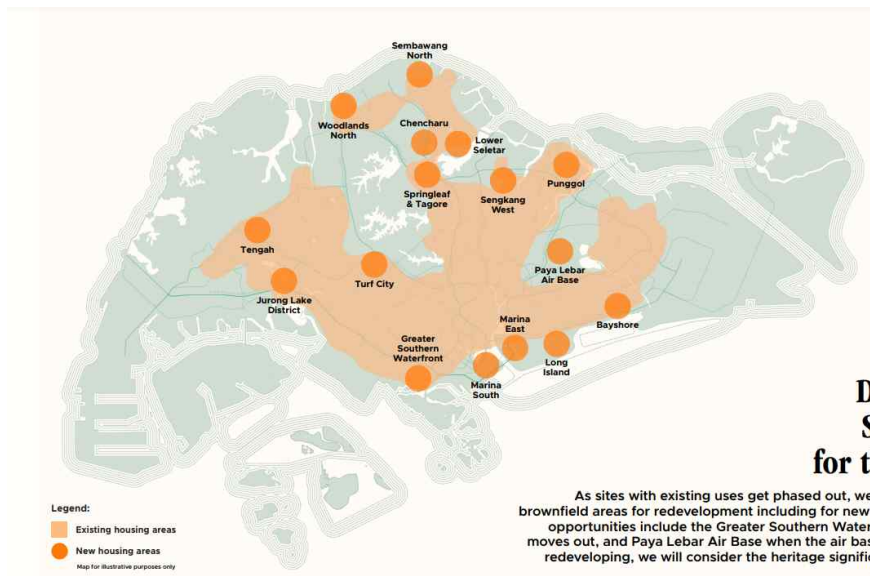 Sembawang
North
Woodlands
North
Chencharu
Lower
Seletar
Springleaf
& Tagore
Sengkang
West
Punggol
Tengah
Jurong Lake
District
Turf City
Paya Lebar
Air Base
Greater
Southern
Waterfront
Marina
East
Bayshore
Marina
South
Long
Island
D
S
for t
As sites with existing uses get phased out, we
brownfield areas for redevelopment including for new
opportunities include the Greater Southern Water
moves out, and Paya Lebar Air Base when the air bas
redeveloping, we will consider the heritage signific
Legend:
Existing housing areas
New housing areas
Map for illustrative purposes only